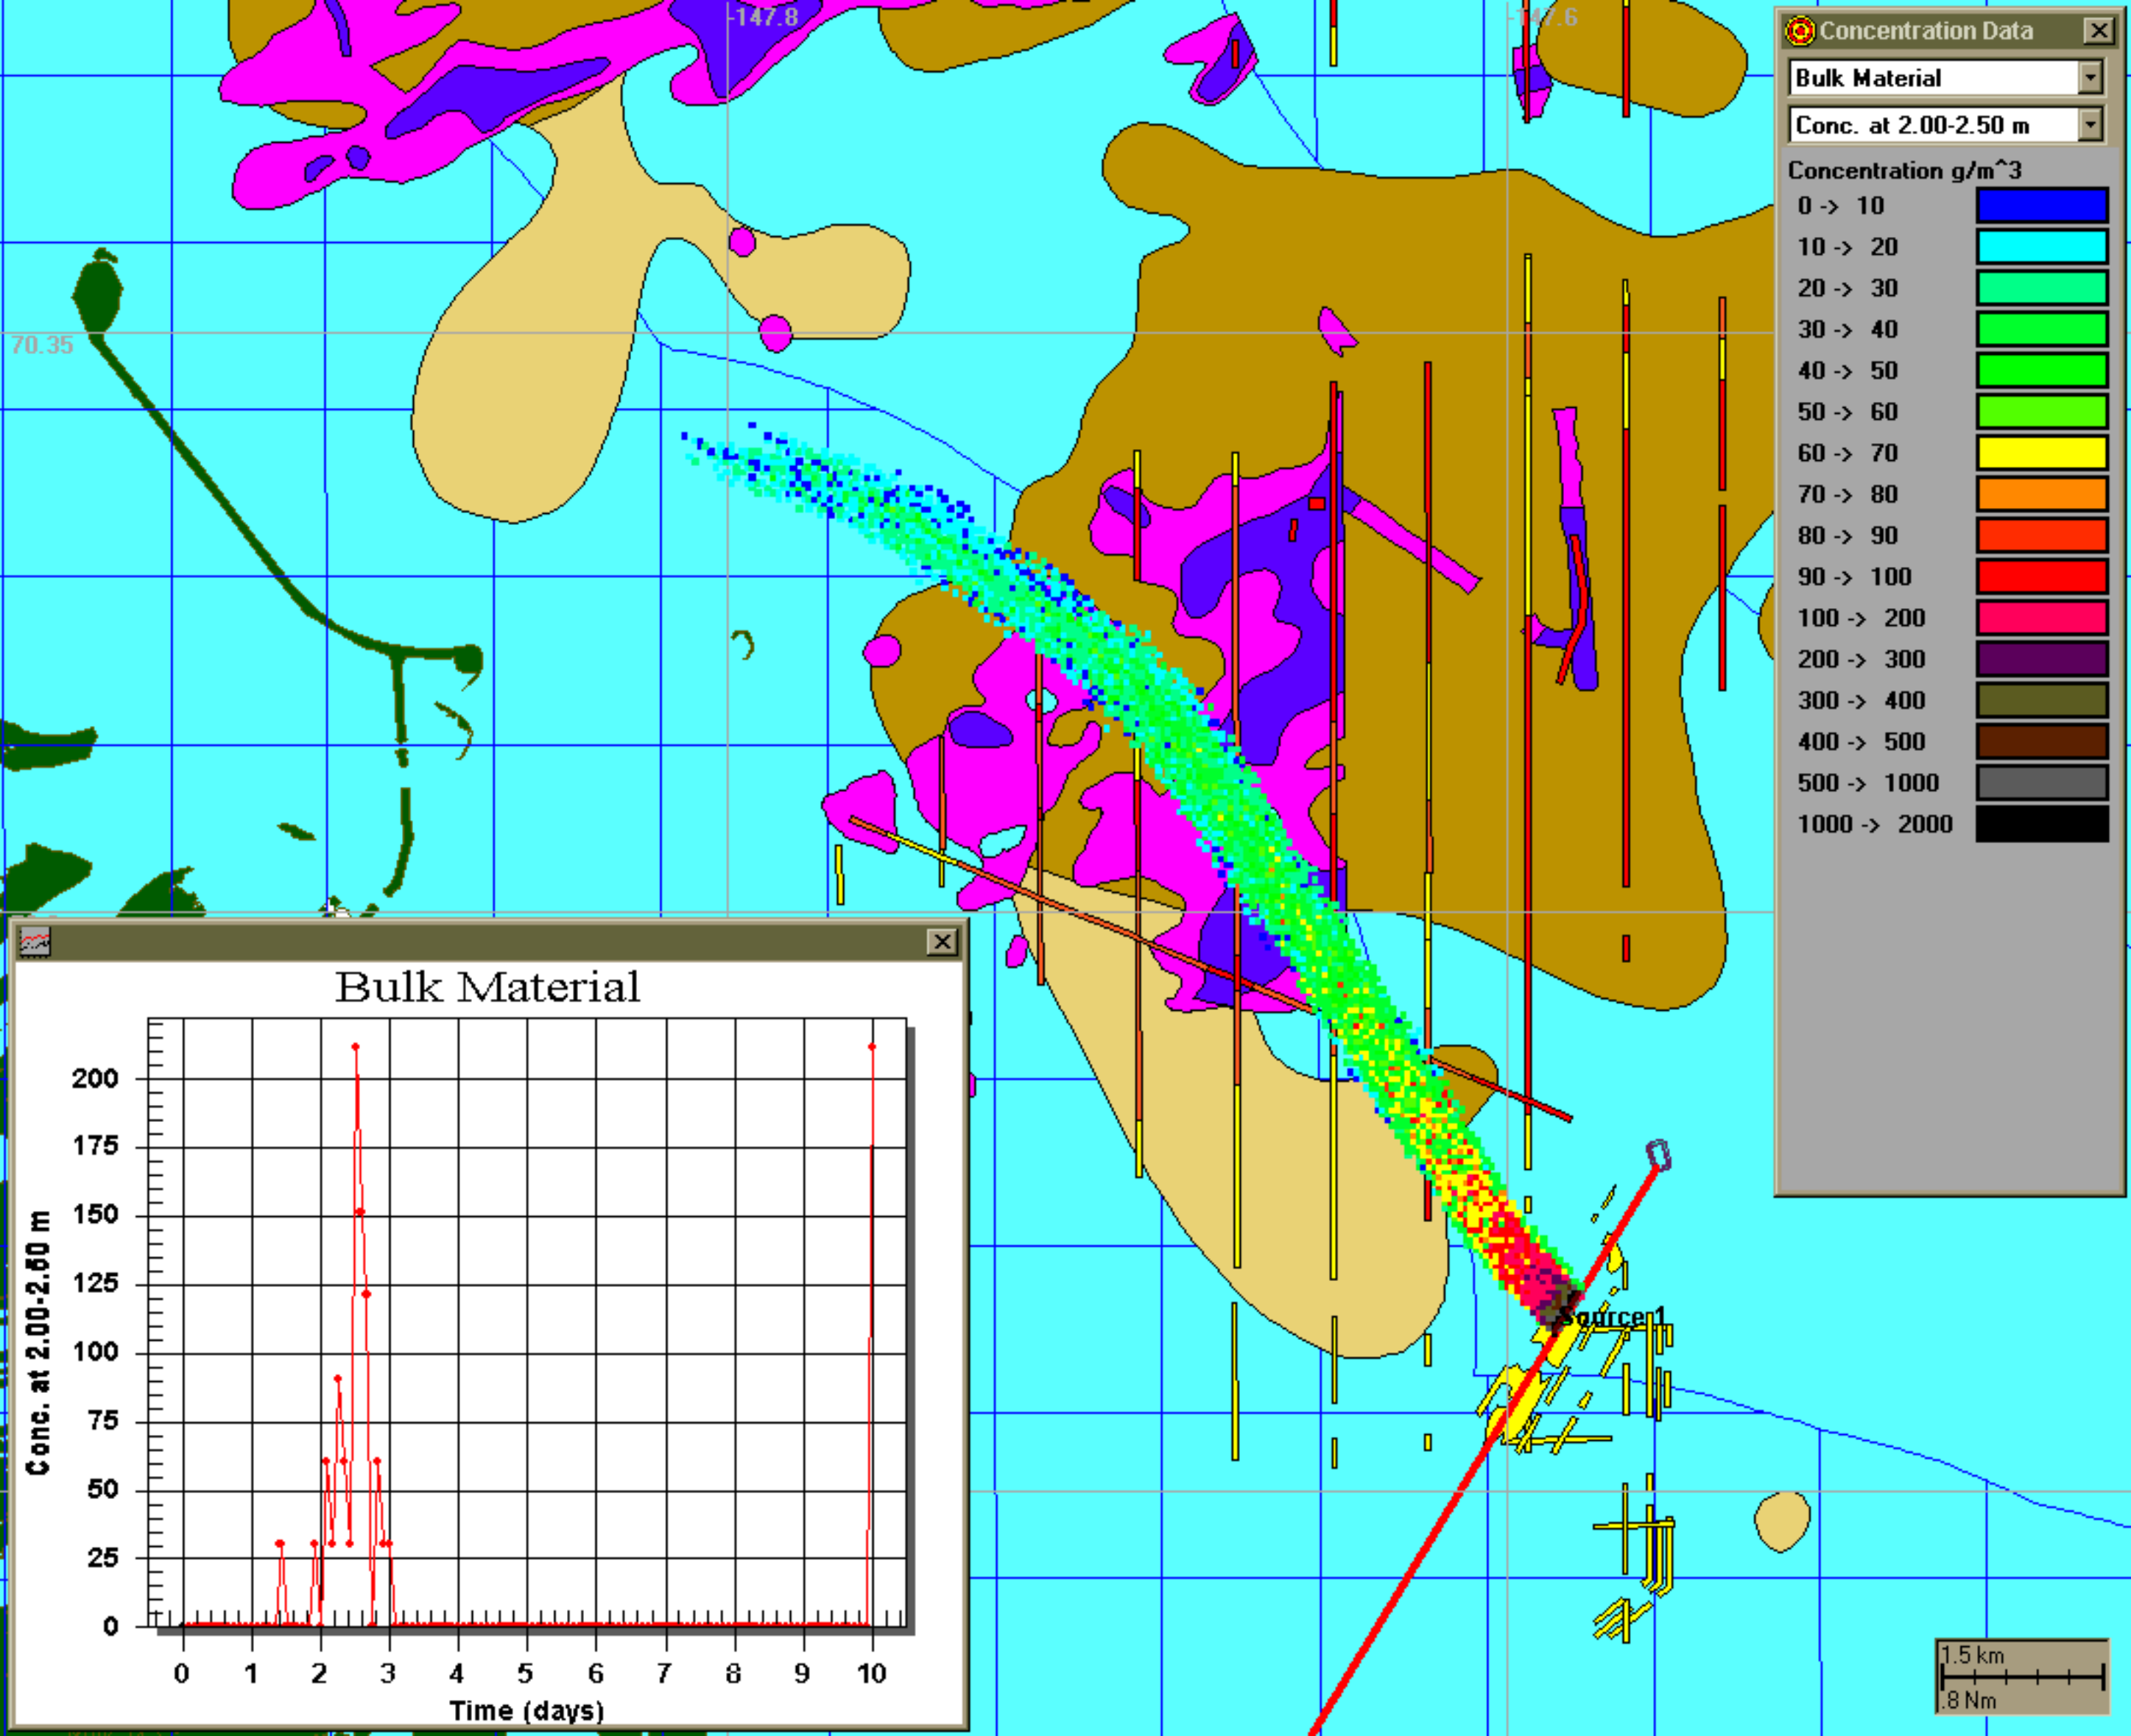 -147.8
-147.6
70.35
Concentration Data
Bulk Material
Conc. at 2.00-2.50 m
Concentration g/m^3
0 -> 10
10 -> 20
20 -> 30
30 -> 40
40 -> 50
50 -> 60
60 -> 70
70 -> 80
80 -> 90
90 -> 100
100 -> 200
200 -> 300
300 -> 400
400 -> 500
500 -> 1000
1000 -> 2000
Source 1
Bulk Material
Conc. at 2.00-2.50 m
200
175
150
125
100
75
50
25
0
0 1 2 3 4 5 6 7 8 9 10
Time (days)
1.5 km
.8 Nm